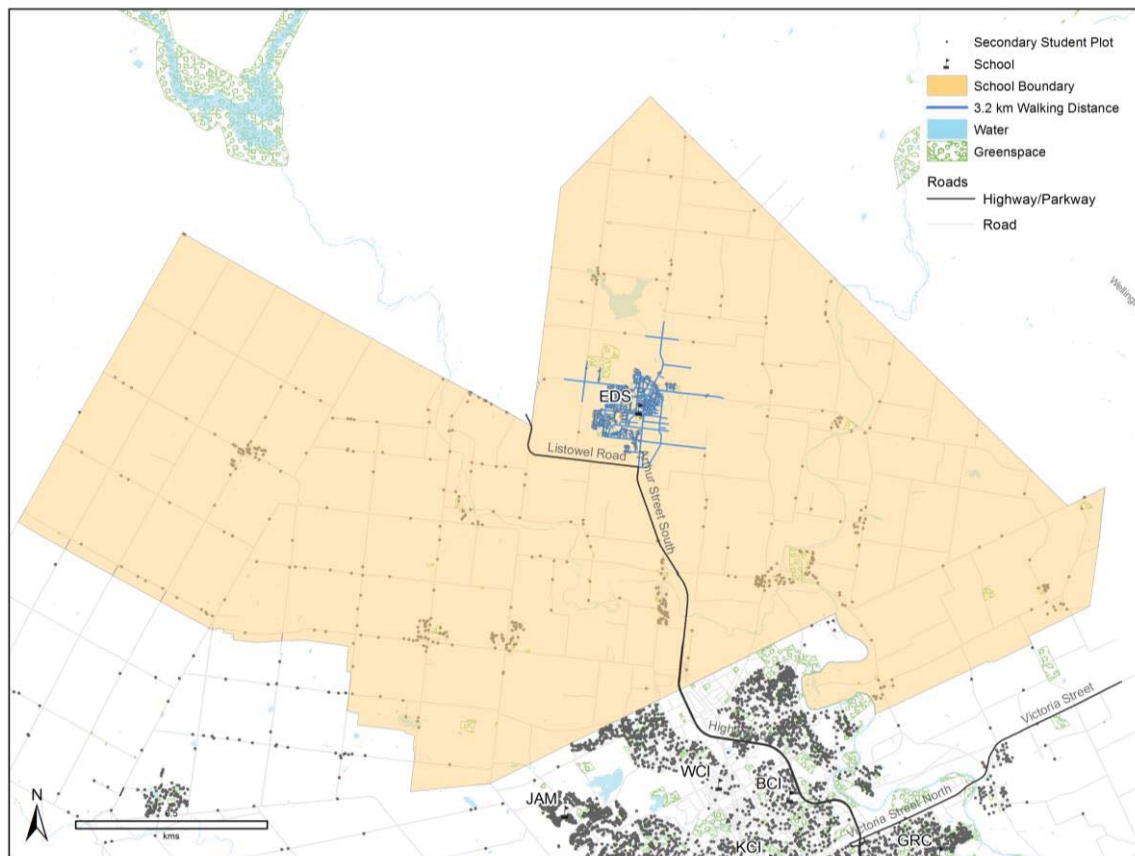 Secondary Student Plot
School
School Boundary
3.2 km Walking Distance
Water
Greenspace
Roads
Highway/Parkway
Road
EDS
Listowel Road
Arthur Street South
Victoria Street
WCI
BCI
JAM
Victoria Street North
KCI
GRC
N
kms